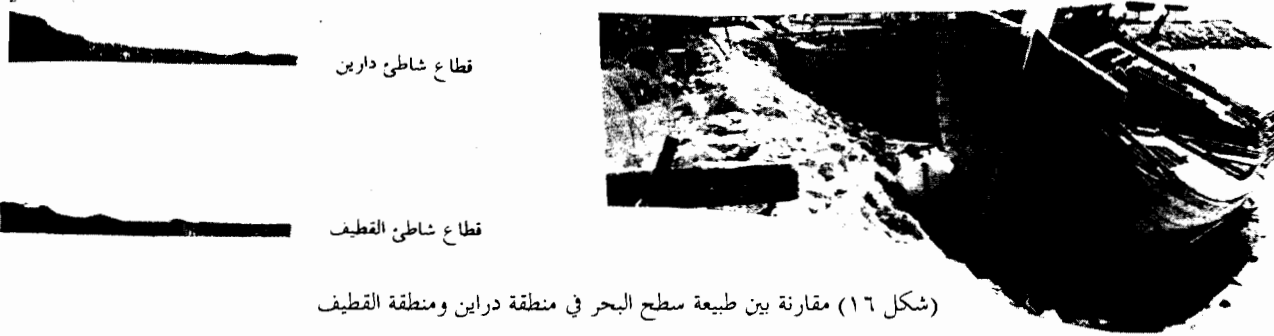 قطاع شاطئ دارين
قطاع شاطئ القطيف
(شكل ١٦) مقارنة بين طبيعة سطح البحر في منطقة دراين ومنطقة القطيف